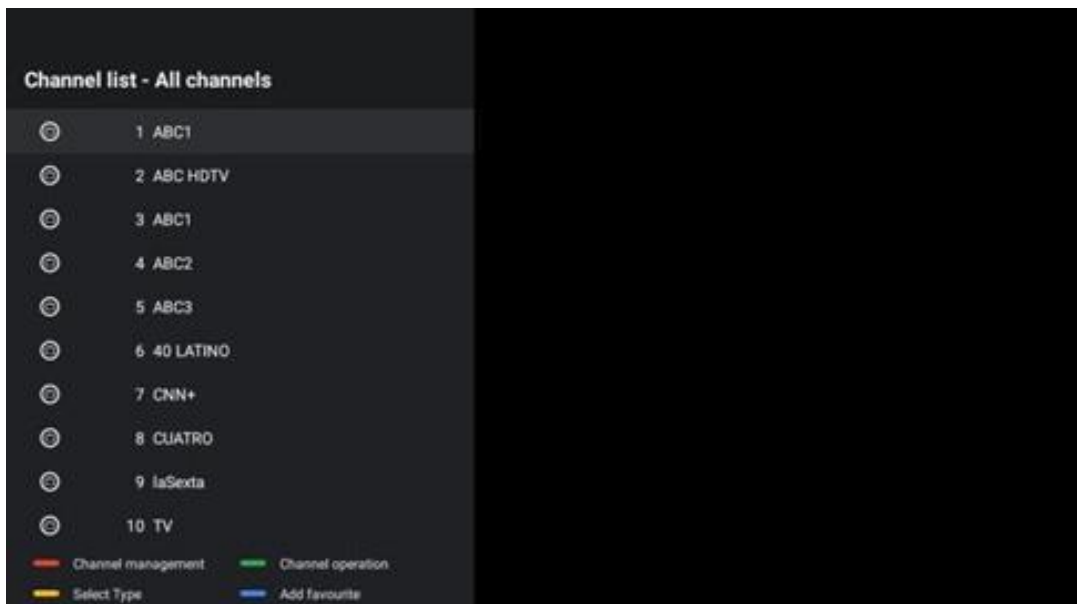 Channel list - All channels
1 ABC1
2 ABC HDTV
3 ABC1
4 ABC2
5 ABC3
6 40 LATINO
7 CNN+
8 CUATRO
9 laSexta
10 TV
Channel management Channel operation
Select Type Add favourite